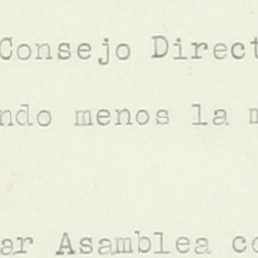 Consejo Direct
ndo menos la m
ar Asamblea co